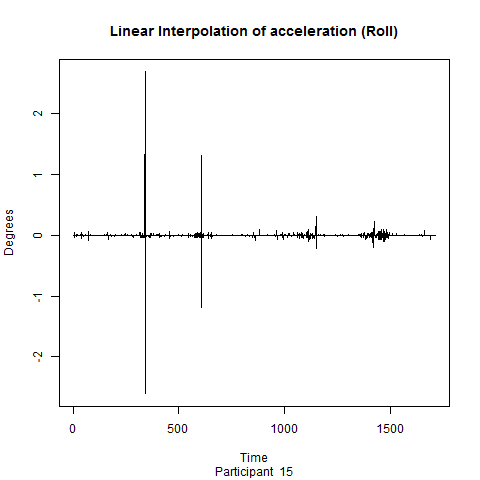 Linear Interpolation of acceleration (Roll)
2
1
0
-1
-2
Degrees
0 500 1000 1500
Time
Participant 15